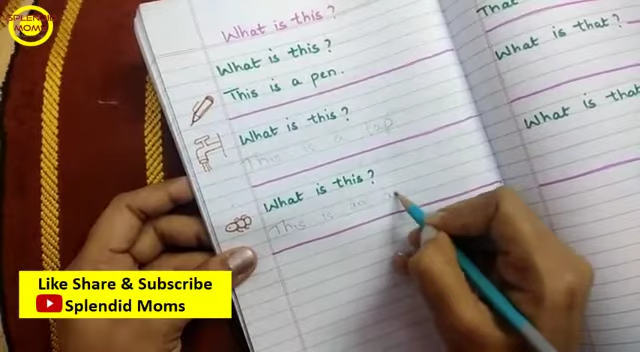 SPLENDID
MOMS
What is this?
What is this?
This is a pen.
What is this?
This is a tap
What is this?
This is an
That
What is that?
What is that
Like Share & Subscribe
Splendid Moms